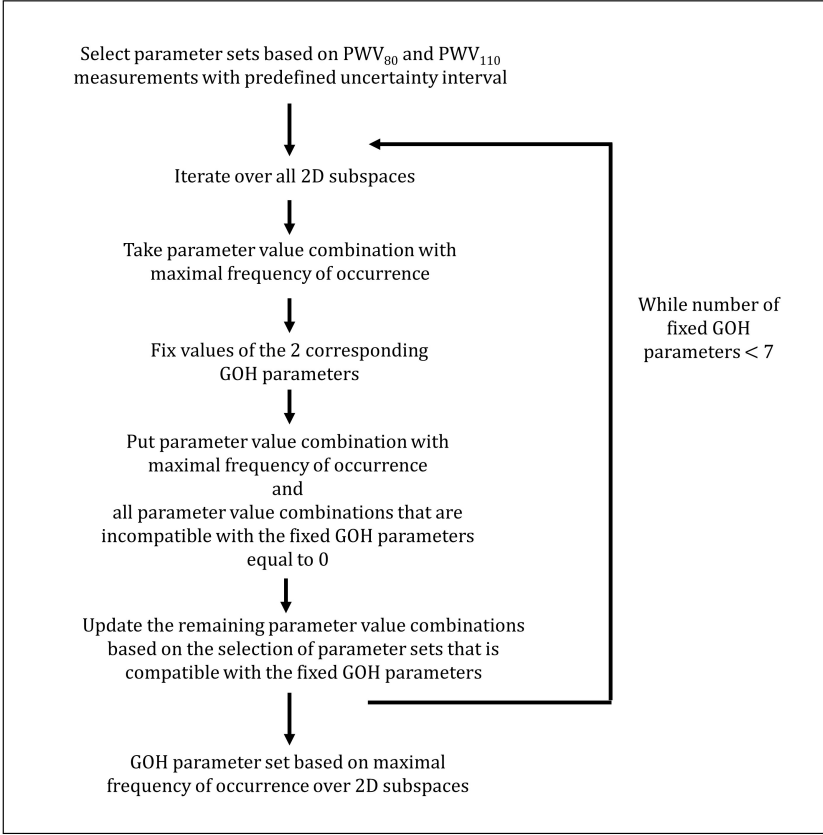 Select parameter sets based on PWV₈₀ and PWV₁₁₀
measurements with predefined uncertainty interval
Iterate over all 2D subspaces
Take parameter value combination with
maximal frequency of occurrence
Fix values of the 2 corresponding
GOH parameters
Put parameter value combination with
maximal frequency of occurrence
and
all parameter value combinations that are
incompatible with the fixed GOH parameters
equal to 0
Update the remaining parameter value combinations
based on the selection of parameter sets that is
compatible with the fixed GOH parameters
GOH parameter set based on maximal
frequency of occurrence over 2D subspaces
While number of
fixed GOH
parameters < 7